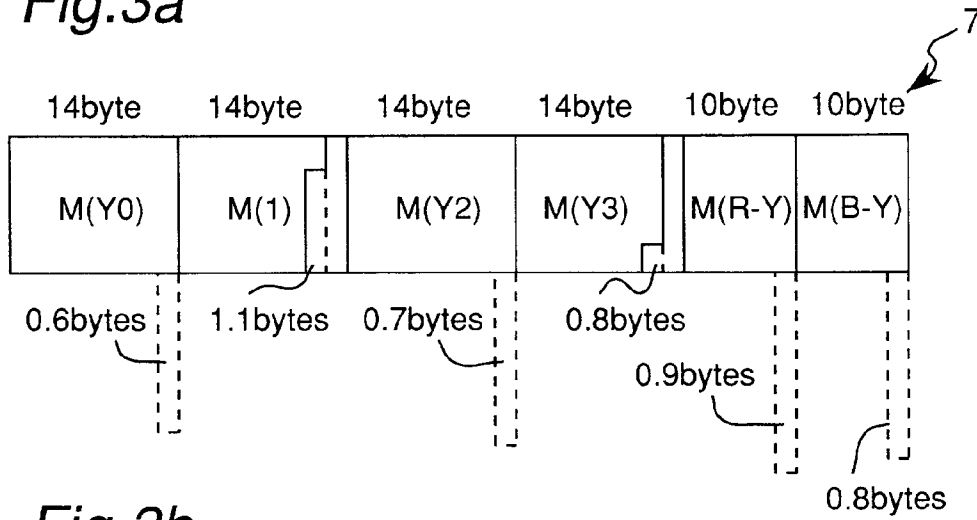 Fig.3a
7
14byte 14byte 14byte 14byte 10byte 10byte
M(Y0) M(1) M(Y2) M(Y3) M(R-Y) M(B-Y)
0.6bytes 1.1bytes 0.7bytes 0.8bytes
0.9bytes
0.8bytes
Fig.3b